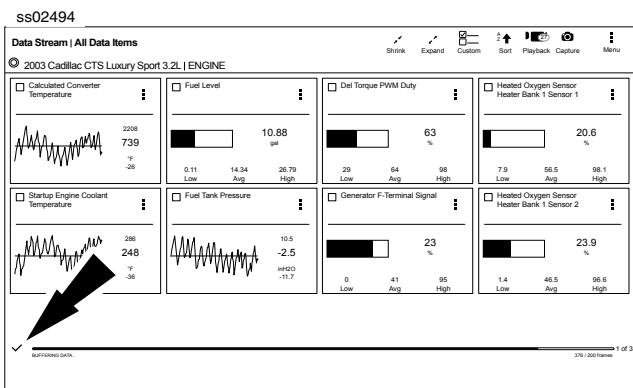 ss02494
Data Stream | All Data Items
Shrink
Expand
Custom
A
Z
Sort
Playback
Capture
Menu
2003 Cadillac CTS Luxury Sport 3.2L | ENGINE
Calculated Converter
Temperature
2208
739
°F
-26
Fuel Level
10.88
gal
0.11 14.34 26.79
Low Avg High
Del Torque PWM Duty
63
%
29 64 98
Low Avg High
Heated Oxygen Sensor
Heater Bank 1 Sensor 1
20.6
%
7.9 56.5 98.1
Low Avg High
Startup Engine Coolant
Temperature
286
248
°F
-36
Fuel Tank Pressure
10.5
-2.5
inH2O
-11.7
Generator F-Terminal Signal
23
%
0 41 95
Low Avg High
Heated Oxygen Sensor
Heater Bank 1 Sensor 2
23.9
%
1.4 46.5 96.6
Low Avg High
1 of 3
BUFFERING DATA..
376 / 200 frames